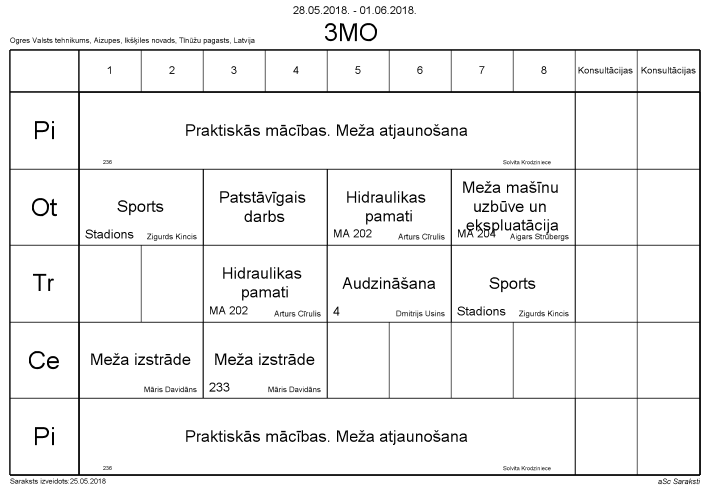 28.05.2018. - 01.06.2018.
3MO
Ogres Valsts tehnikums, Aizupes, Ikšķiles novads, Tīnūžu pagasts, Latvija
1 2 3 4 5 6 7 8 Konsultācijas Konsultācijas
Pi
Praktiskās mācības. Meža atjaunošana
236 Solvita Krodziniece
Ot
Sports
Stadions Zigurds Kincis
Patstāvīgais
darbs
Hidraulikas
pamati
MA 202 Arturs Cīrulis
Meža mašīnu
uzbūve un
ekspluatācija
MA 204 Aigars Strūbergs
Tr
Hidraulikas
pamati
MA 202 Arturs Cīrulis
Audzināšana
4 Dmitrijs Usins
Sports
Stadions Zigurds Kincis
Ce
Meža izstrāde
Māris Davidāns
Meža izstrāde
233 Māris Davidāns
Pi
Praktiskās mācības. Meža atjaunošana
236 Solvita Krodziniece
Saraksts izveidots:25.05.2018 aSc Saraksti